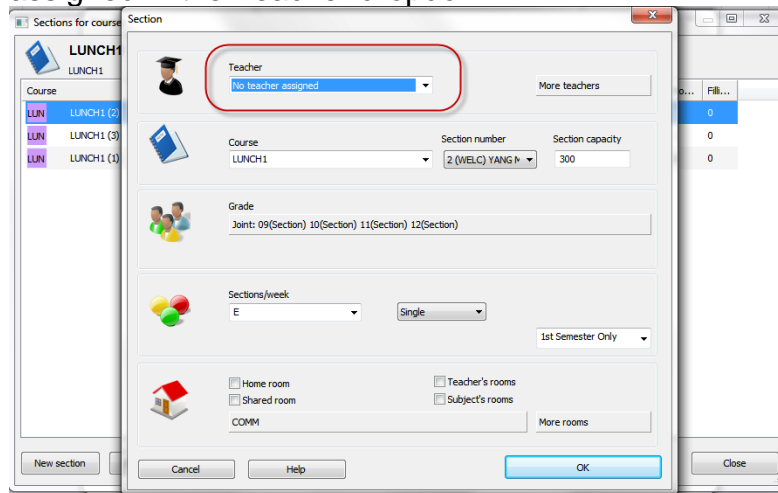 Sections for course
Section
LUNCH1
LUNCH1
Course
Fili...
LUN LUNCH1 (2) 0
LUN LUNCH1 (3) 0
LUN LUNCH1 (1) 0
Teacher
No teacher assigned
More teachers
Course Section number Section capacity
LUNCH1 2 (WELC) YANG 300
Grade
Joint: 09(Section) 10(Section) 11(Section) 12(Section)
Sections/week
E Single
1st Semester Only
Home room Teacher's rooms
Shared room Subject's rooms
COMM More rooms
New section Cancel Help OK Close